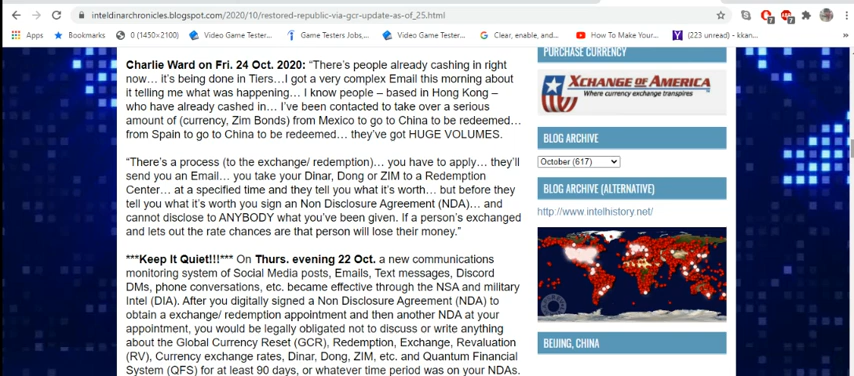 inteldinarchronicles.blogspot.com/2020/10/restored-republic-via-gcr-update-as-of_25.html
Apps Bookmarks 0 (1450×2100) Video Game Tester... Game Testers Jobs,... Video Game Tester... Clear, enable, and... How To Make Your... (223 unread) - kkan...
Charlie Ward on Fri. 24 Oct. 2020: “There’s people already cashing in right
now… it’s being done in Tiers…I got a very complex Email this morning about
it telling me what was happening… I know people – based in Hong Kong –
who have already cashed in… I’ve been contacted to take over a serious
amount of (currency, Zim Bonds) from Mexico to go to China to be redeemed…
from Spain to go to China to be redeemed… they’ve got HUGE VOLUMES.
“There’s a process (to the exchange/ redemption)… you have to apply… they’ll
send you an Email… you take your Dinar, Dong or ZIM to a Redemption
Center… at a specified time and they tell you what it’s worth… but before they
tell you what it’s worth you sign an Non Disclosure Agreement (NDA)… and
cannot disclose to ANYBODY what you’ve been given. If a person’s exchanged
and lets out the rate chances are that person will lose their money.”
***Keep It Quiet!!!*** On Thurs. evening 22 Oct. a new communications
monitoring system of Social Media posts, Emails, Text messages, Discord
DMs, phone conversations, etc. became effective through the NSA and military
Intel (DIA). After you digitally signed a Non Disclosure Agreement (NDA) to
obtain a exchange/ redemption appointment and then another NDA at your
appointment, you would be legally obligated not to discuss or write anything
about the Global Currency Reset (GCR), Redemption, Exchange, Revaluation
(RV), Currency exchange rates, Dinar, Dong, ZIM, etc. and Quantum Financial
System (QFS) for at least 90 days, or whatever time period was on your NDAs.
PURCHASE CURRENCY
XCHANGE OF AMERICA
Where currency exchange transpires
BLOG ARCHIVE
October (617)
BLOG ARCHIVE (ALTERNATIVE)
http://www.intelhistory.net/
BEIJING, CHINA